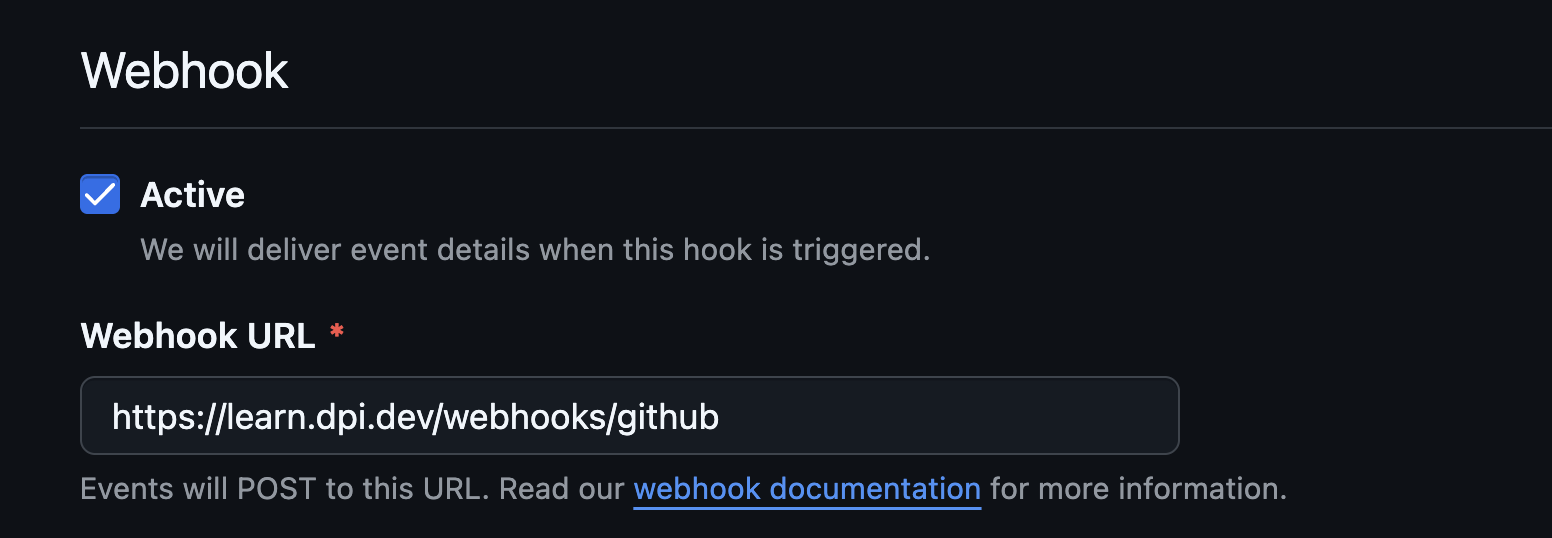 Webhook
Active
We will deliver event details when this hook is triggered.
Webhook URL *
https://learn.dpi.dev/webhooks/github
Events will POST to this URL. Read our webhook documentation for more information.